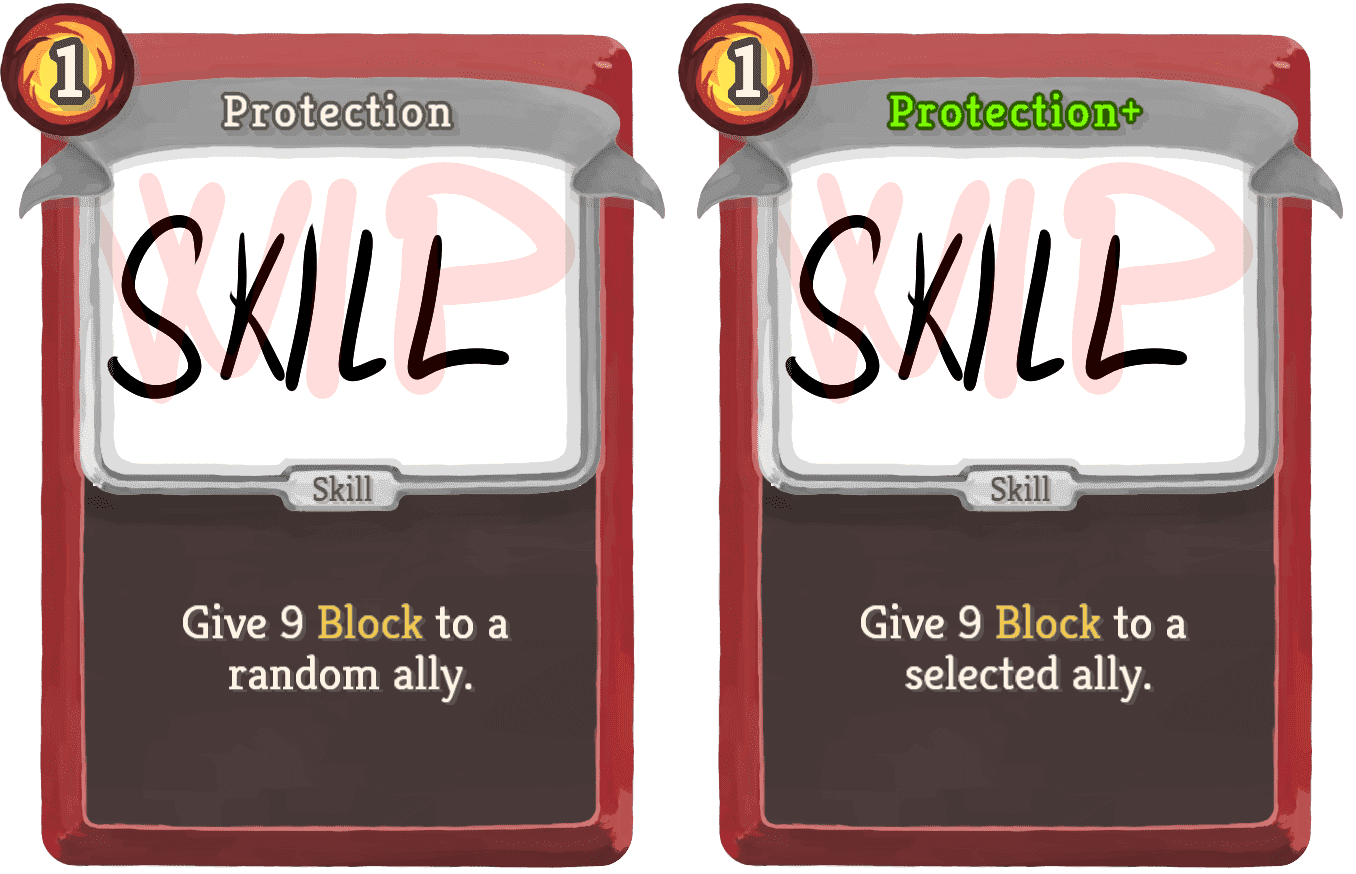 1
Protection
WIP
SKILL
Skill
Give 9 Block to a
random ally.
1
Protection+
WIP
SKILL
Skill
Give 9 Block to a
selected ally.